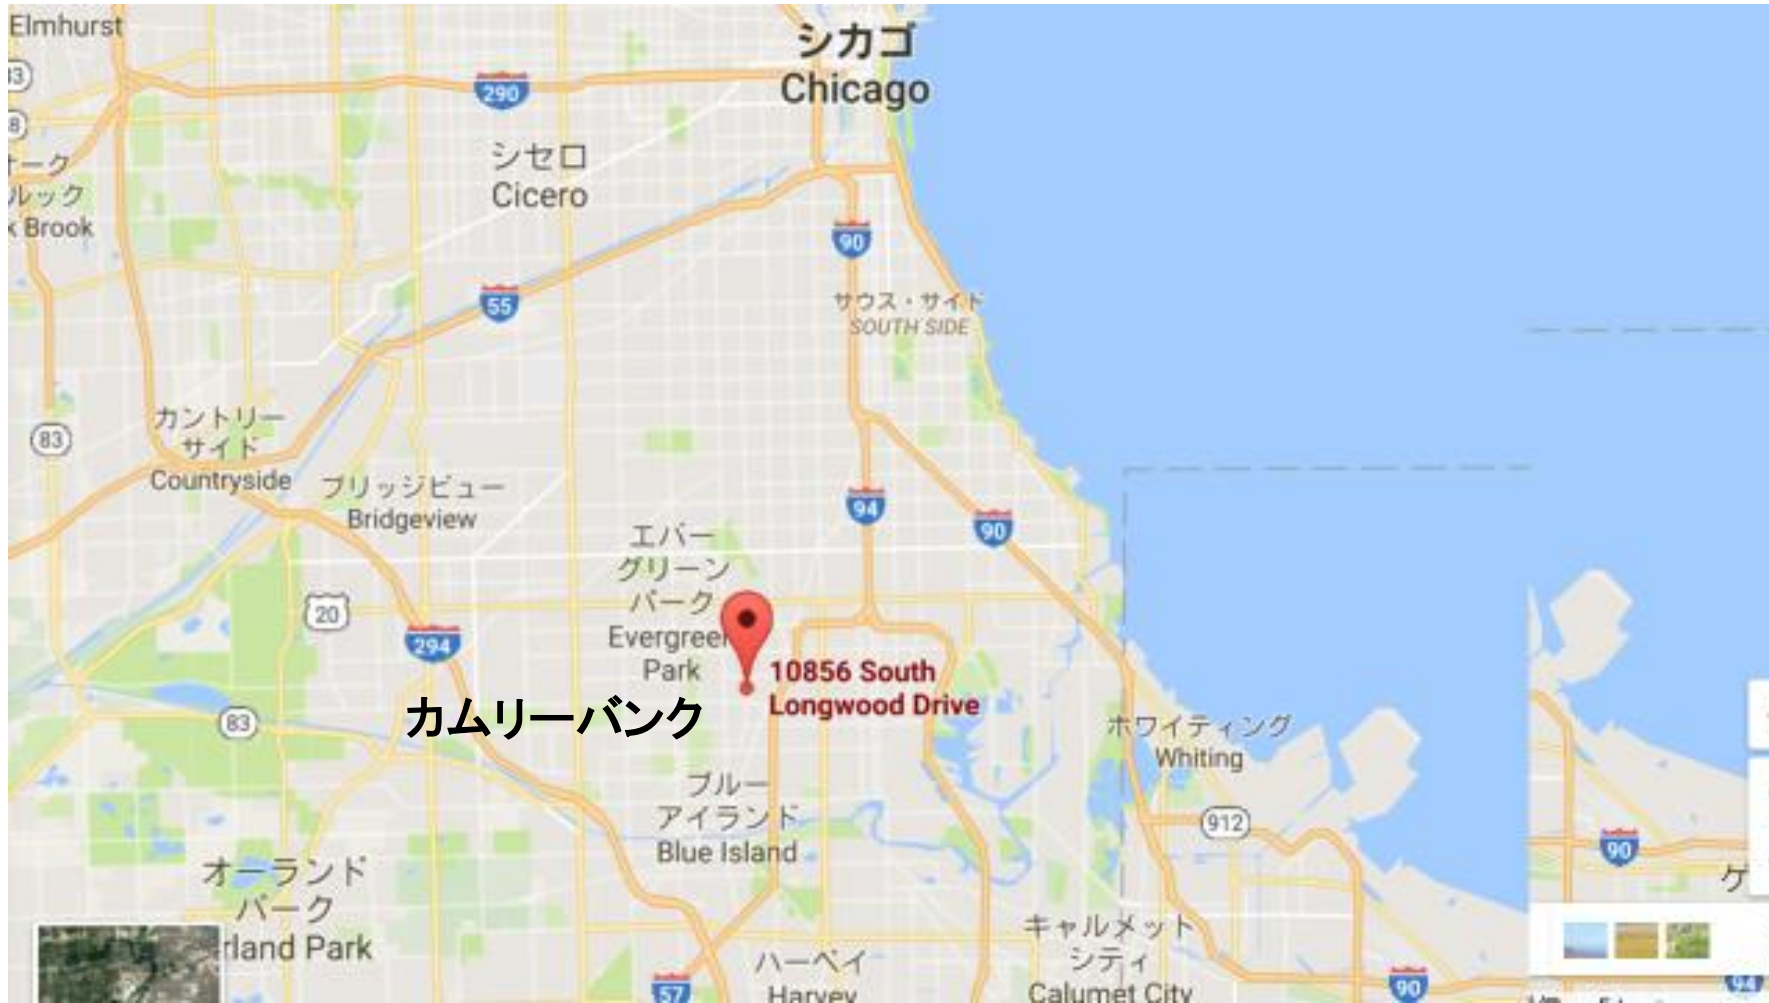 Elmhurst
シカゴ
Chicago
290
シセロ
Cicero
ルック
Brook
90
55
サウス・サイド
SOUTH SIDE
83
カントリー
サイド
Countryside
ブリッジビュー
Bridgeview
94
90
エバー
グリーン
パーク
Evergreen
Park
20
294
10856 South
Longwood Drive
カムリーバンク
83
ホワイティング
Whiting
ブルー
アイランド
Blue Island
912
90
オーランド
パーク
rland Park
キャルメット
シティ
Calumet City
ハーベイ
Harvey
57
90
94